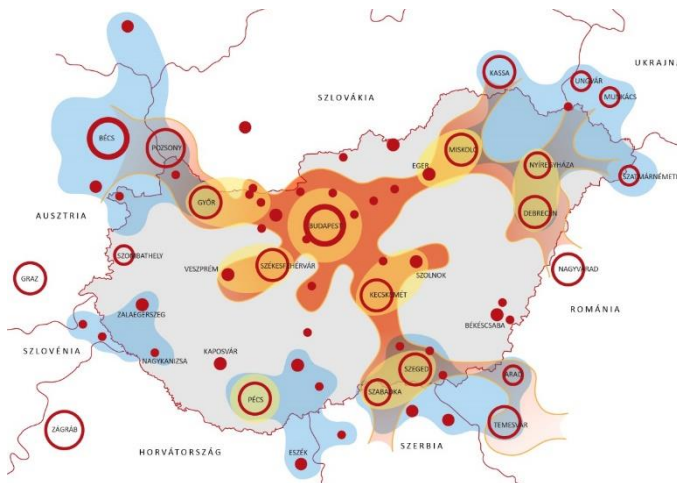 UKRAJNA
KASSA
UNGVÁR
MUNKÁCS
SZLOVÁKIA
BÉCS
POZSONY
MISKOLC
EGER
NYÍREGYHÁZA
SZATMÁRNÉMETI
GYŐR
DEBRECEN
AUSZTRIA
BUDAPEST
SZOMBATHELY
SZÉKESFEHÉRVÁR
VESZPRÉM
SZOLNOK
NAGYVÁRAD
GRAZ
KECSKEMÉT
ROMÁNIA
ZALAEGERSZEG
BÉKÉSCSABA
SZLOVÉNIA
NAGYKANIZSA
KAPOSVÁR
SZEGED
ARAD
SZABADKA
PÉCS
TEMESVÁR
ZÁGRÁB
HORVÁTORSZÁG
SZERBIA
ESZÉK